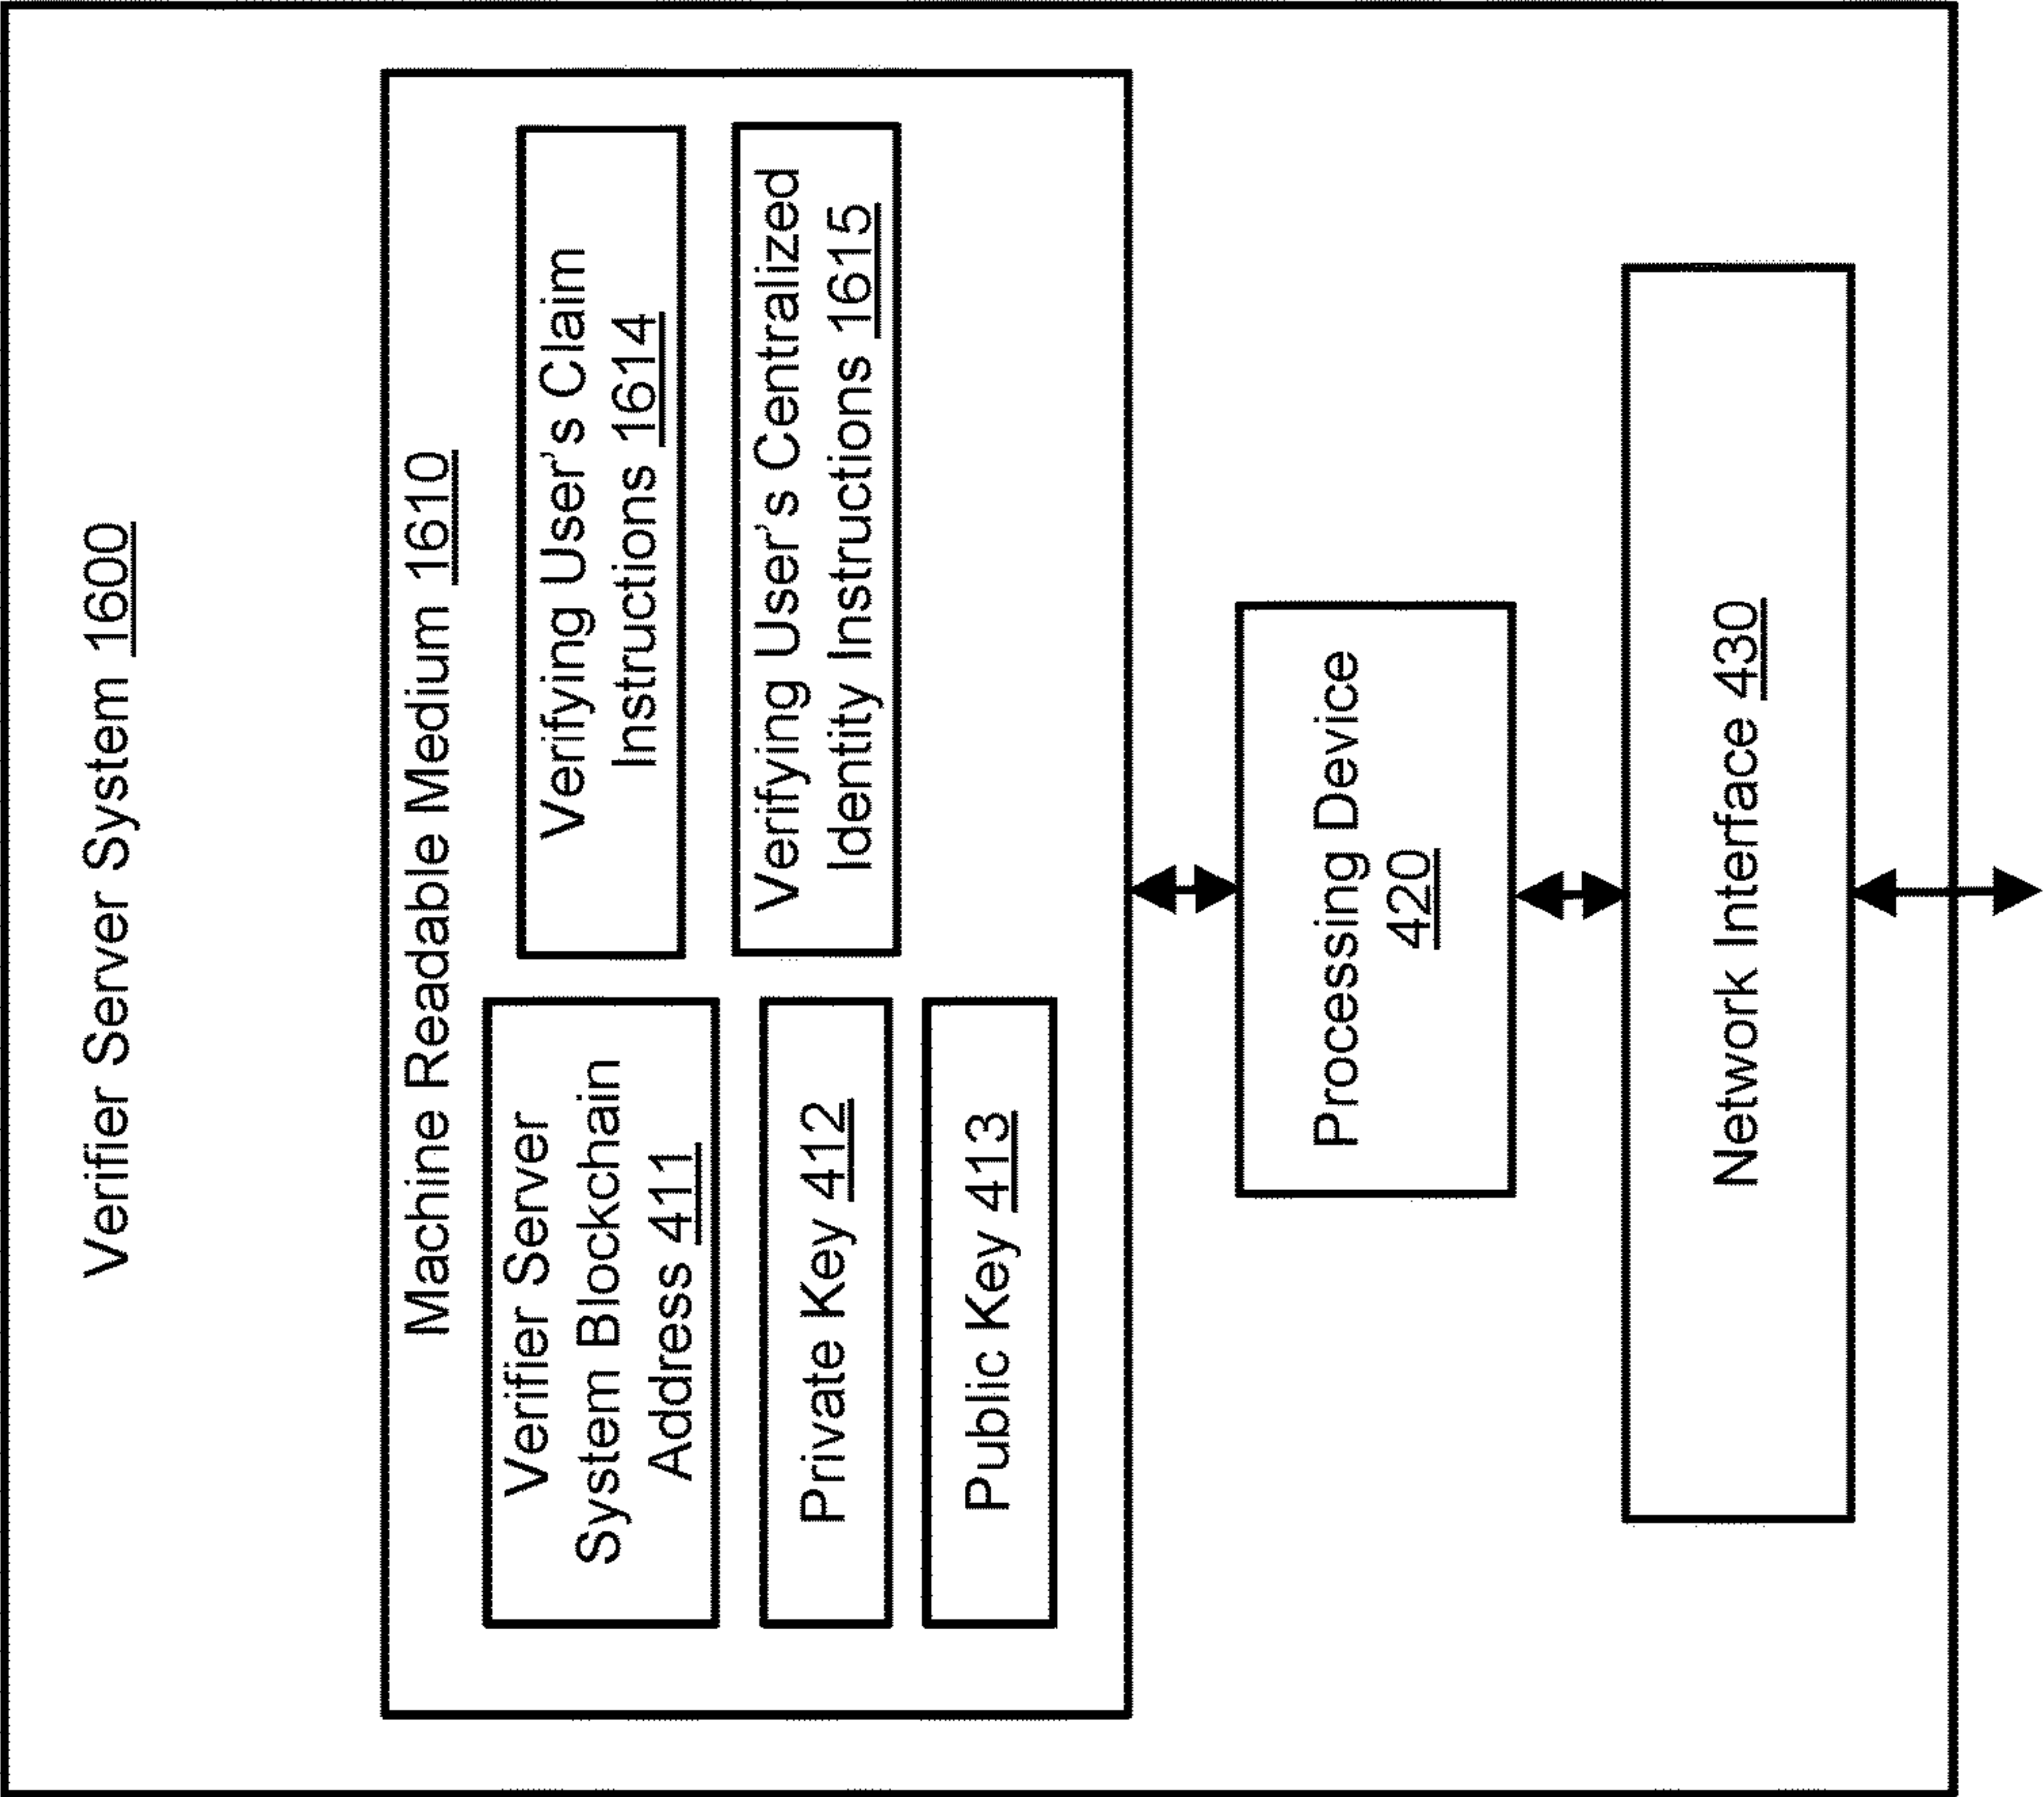 Verifier Server System 1600
Machine Readable Medium 1610
Verifier Server
System Blockchain
Address 411
Private Key 412
Public Key 413
Verifying User's Claim
Instructions 1614
Verifying User's Centralized
Identity Instructions 1615
Processing Device
420
Network Interface 430